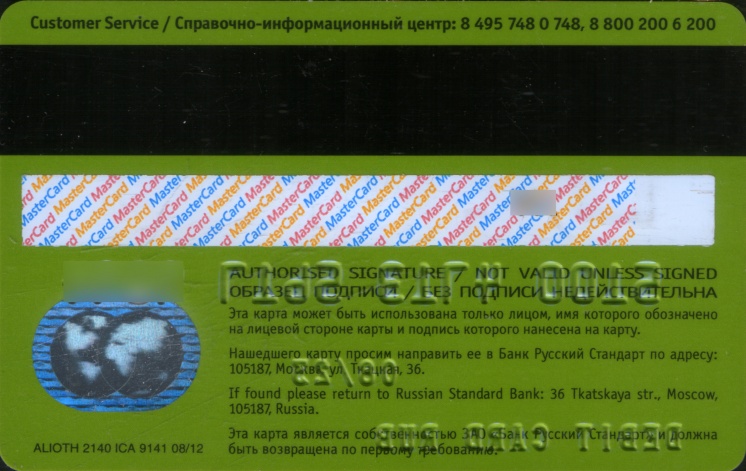 Customer Service / Справочно-информационный центр: 8 495 748 0 748, 8 800 200 6 200
AUTHORISED SIGNATURE / NOT VALID UNLESS SIGNED
ОБРАЗЕЦ ПОДПИСИ / БЕЗ ПОДПИСИ НЕДЕЙСТВИТЕЛЬНА
Эта карта может быть использована только лицом, имя которого обозначено
на лицевой стороне карты и подпись которого нанесена на карту.
Нашедшего карту просим направить ее в Банк Русский Стандарт по адресу:
105187, Москва, ул. Ткацкая, 36.
If found please return to Russian Standard Bank: 36 Tkatskaya str., Moscow,
105187, Russia.
Эта карта является собственностью ЗАО «Банк Русский Стандарт» и должна
быть возвращена по первому требованию.
ALIOTH 2140 ICA 9141 08/12